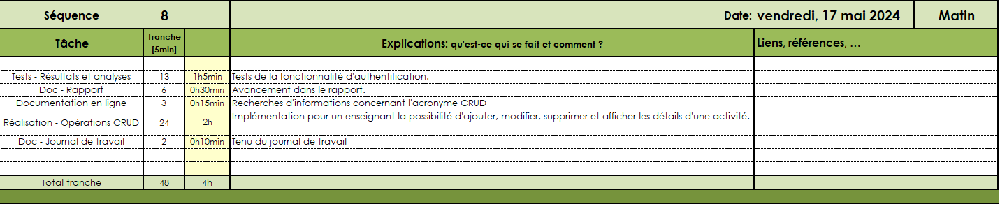 Séquence 8 Date: vendredi, 17 mai 2024 Matin
Tâche Tranche [5min] Explications: qu'est-ce qui se fait et comment ? Liens, références, …
Tests - Résultats et analyses 13 1h5min Tests de la fonctionnalité d'authentification.
Doc - Rapport 6 0h30min Avancement dans le rapport.
Documentation en ligne 3 0h15min Recherches d'informations concernant l'acronyme CRUD
Réalisation - Opérations CRUD 24 2h Implémentation pour un enseignant la possibilité d'ajouter, modifier, supprimer et afficher les détails d'une activité.
Doc - Journal de travail 2 0h10min Tenu du journal de travail
Total tranche 48 4h